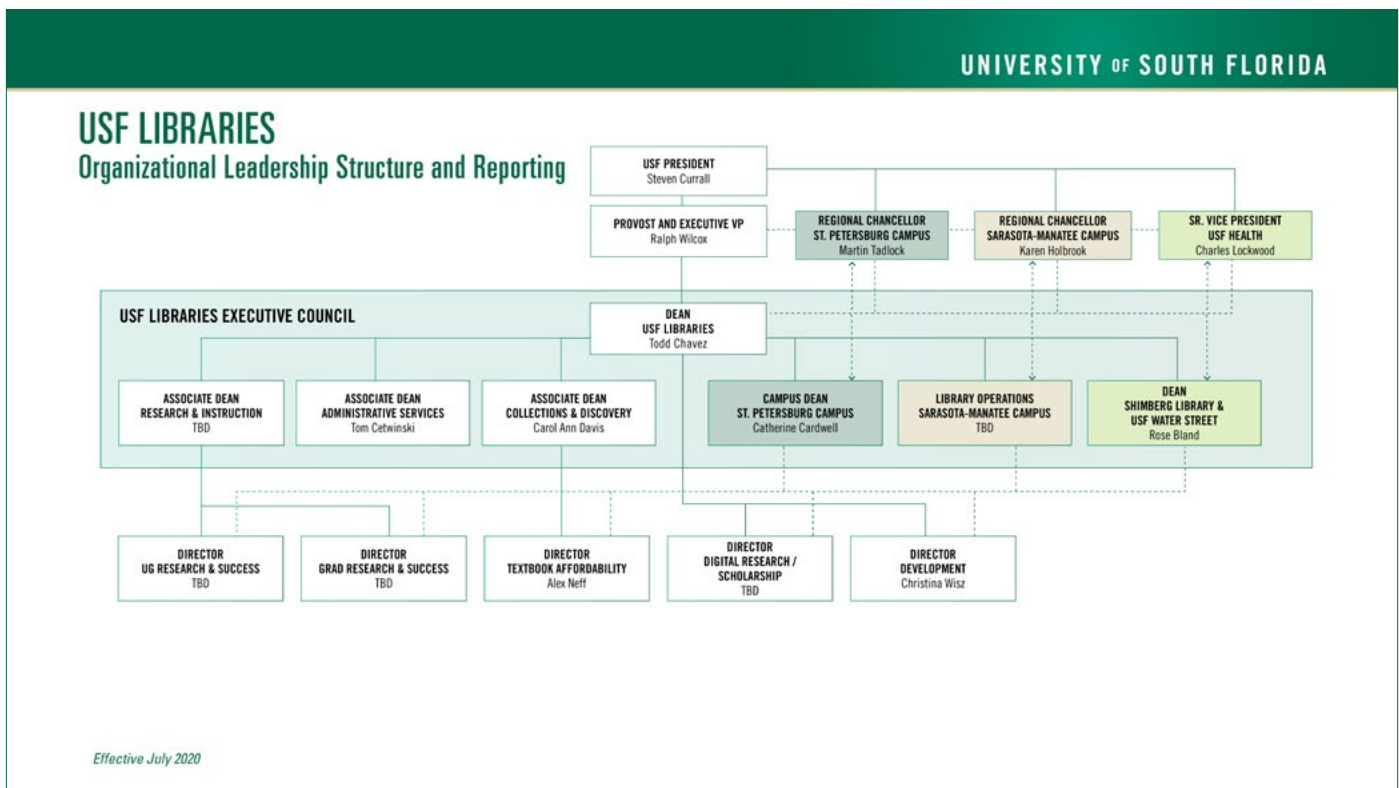 UNIVERSITY OF SOUTH FLORIDA
USF LIBRARIES
Organizational Leadership Structure and Reporting
USF PRESIDENT
Steven Currall
PROVOST AND EXECUTIVE VP
Ralph Wilcox
REGIONAL CHANCELLOR
ST. PETERSBURG CAMPUS
Martin Tadlock
REGIONAL CHANCELLOR
SARASOTA-MANATEE CAMPUS
Karen Holbrook
SR. VICE PRESIDENT
USF HEALTH
Charles Lockwood
USF LIBRARIES EXECUTIVE COUNCIL
DEAN
USF LIBRARIES
Todd Chavez
ASSOCIATE DEAN
RESEARCH & INSTRUCTION
TBD
ASSOCIATE DEAN
ADMINISTRATIVE SERVICES
Tom Cetwinski
ASSOCIATE DEAN
COLLECTIONS & DISCOVERY
Carol Ann Davis
CAMPUS DEAN
ST. PETERSBURG CAMPUS
Catherine Cardwell
LIBRARY OPERATIONS
SARASOTA-MANATEE CAMPUS
TBD
DEAN
SHIMBERG LIBRARY &
USF WATER STREET
Rose Bland
DIRECTOR
UG RESEARCH & SUCCESS
TBD
DIRECTOR
GRAD RESEARCH & SUCCESS
TBD
DIRECTOR
TEXTBOOK AFFORDABILITY
Alex Neff
DIRECTOR
DIGITAL RESEARCH /
SCHOLARSHIP
TBD
DIRECTOR
DEVELOPMENT
Christina Wisz
Effective July 2020